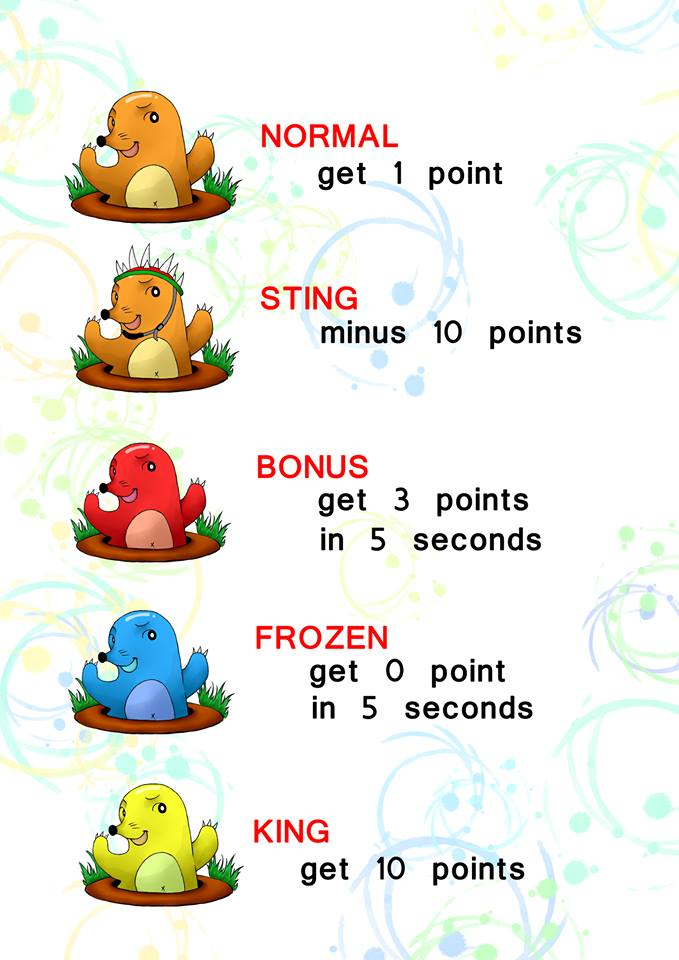 NORMAL
get 1 point
STING
minus 10 points
BONUS
get 3 points
in 5 seconds
FROZEN
get 0 point
in 5 seconds
KING
get 10 points